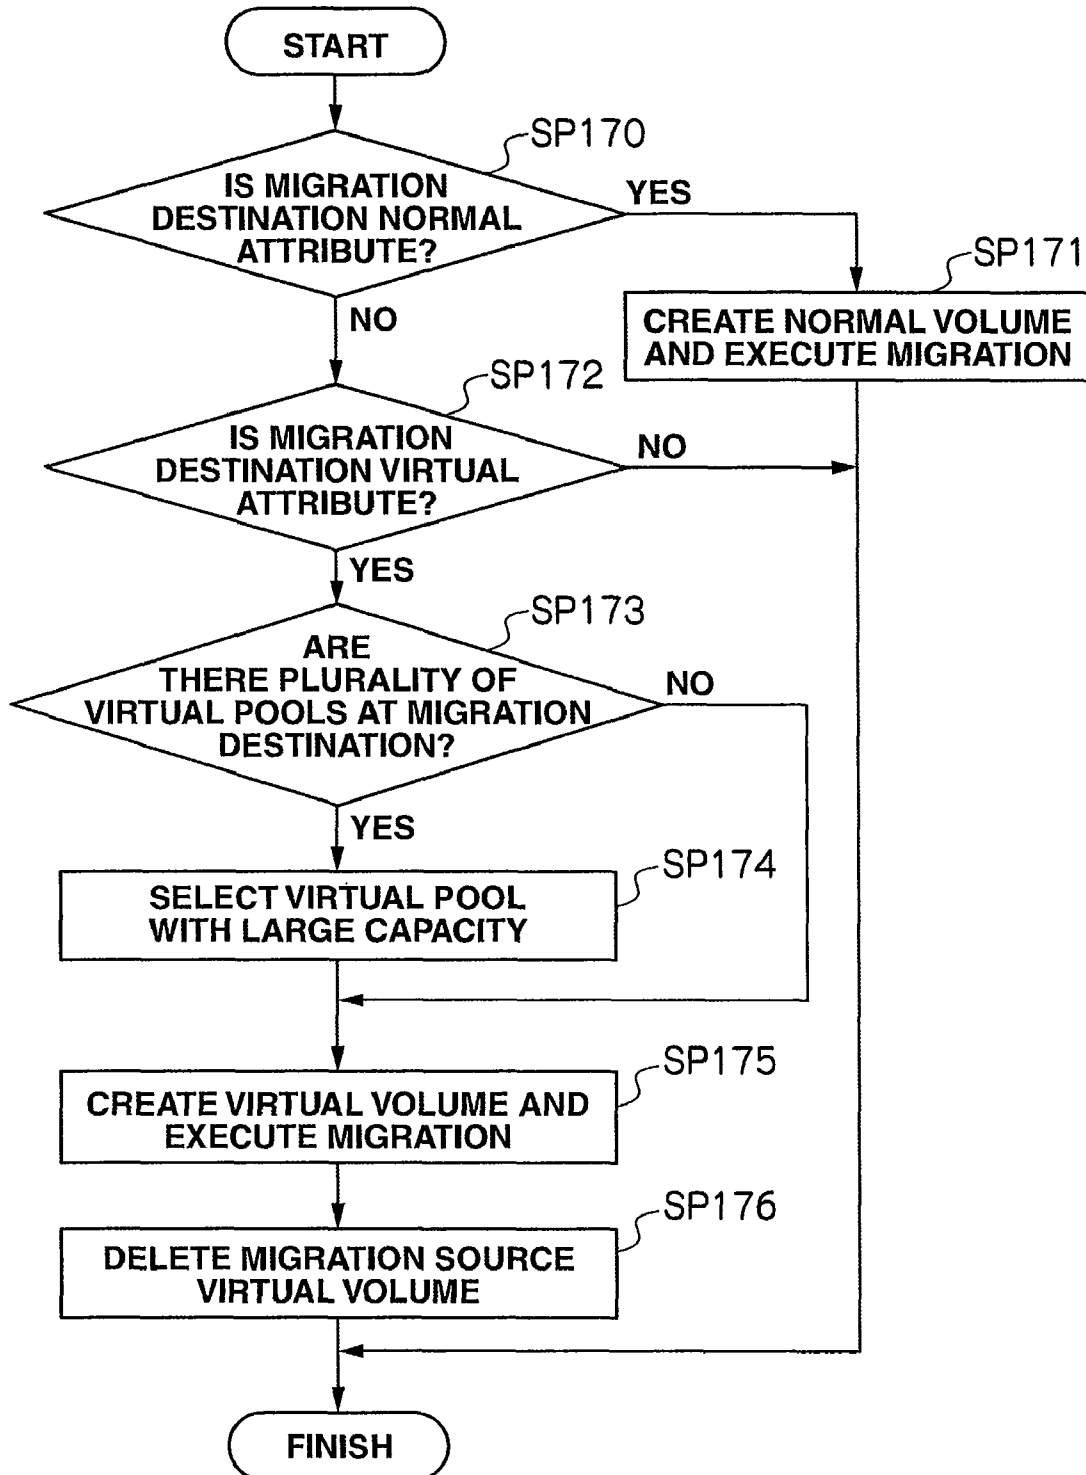 START
SP170
IS MIGRATION
DESTINATION NORMAL
ATTRIBUTE?
YES
NO
SP171
CREATE NORMAL VOLUME
AND EXECUTE MIGRATION
SP172
IS MIGRATION
DESTINATION VIRTUAL
ATTRIBUTE?
NO
YES
SP173
ARE
THERE PLURALITY OF
VIRTUAL POOLS AT MIGRATION
DESTINATION?
NO
YES
SP174
SELECT VIRTUAL POOL
WITH LARGE CAPACITY
SP175
CREATE VIRTUAL VOLUME AND
EXECUTE MIGRATION
SP176
DELETE MIGRATION SOURCE
VIRTUAL VOLUME
FINISH